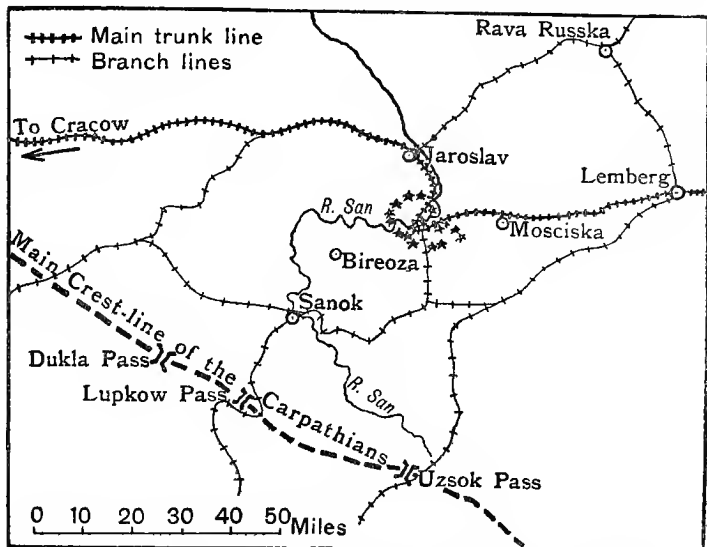 Main trunk line
Branch lines
Rava Russka
To Cracow
Jaroslav
Lemberg
R. San
Mosciska
Bireoza
Sanok
Main Crest-line of the Carpathians
Dukla Pass
R. San
Lupkow Pass
Uzsok Pass
0 10 20 30 40 50 Miles